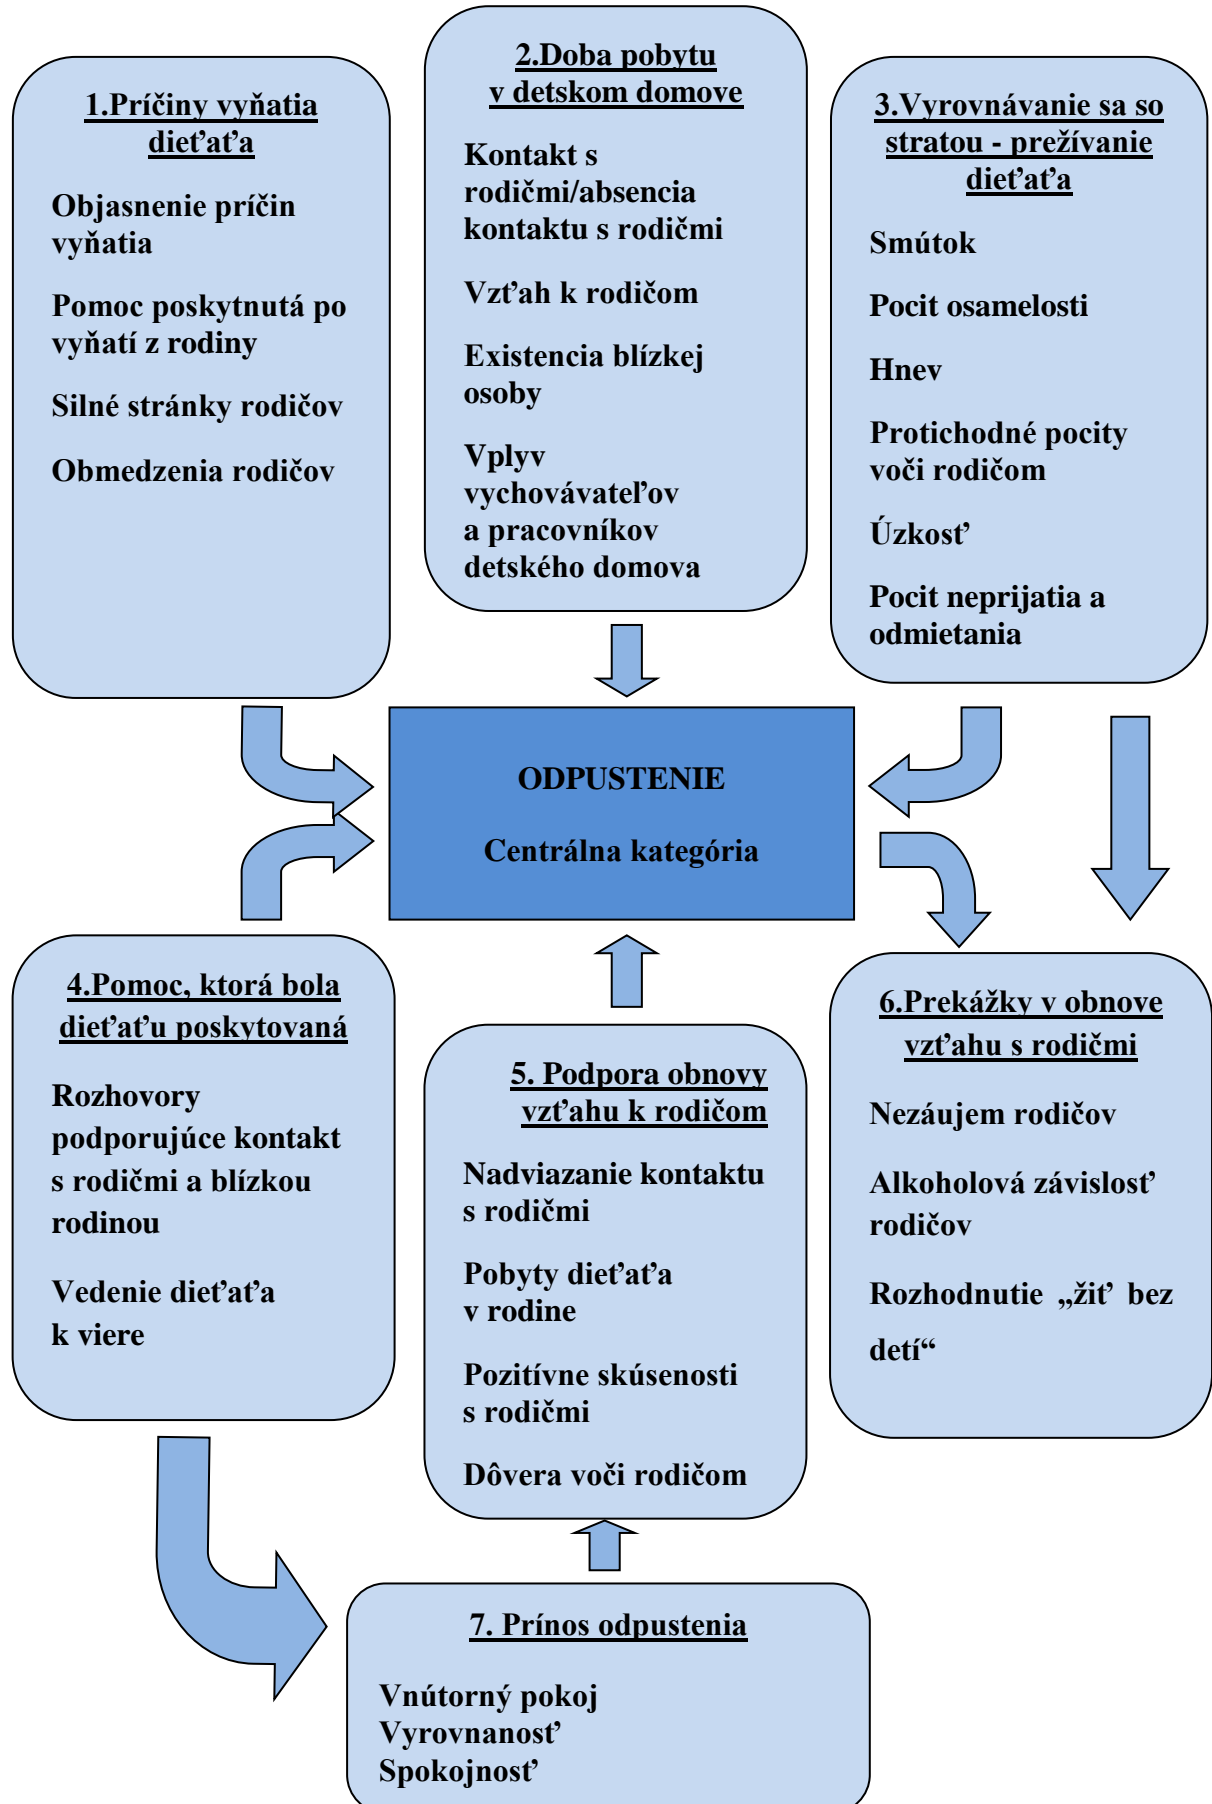 1.Príčiny vyňatia
dieťaťa
Objasnenie príčin
vyňatia
Pomoc poskytnutá po
vyňatí z rodiny
Silné stránky rodičov
Obmedzenia rodičov
2.Doba pobytu
v detskom domove
Kontakt s
rodičmi/absencia
kontaktu s rodičmi
Vzťah k rodičom
Existencia blízkej
osoby
Vplyv
vychovávateľov
a pracovníkov
detského domova
3.Vyrovnávanie sa so
stratou - prežívanie
dieťaťa
Smútok
Pocit osamelosti
Hnev
Protichodné pocity
voči rodičom
Úzkosť
Pocit neprijatia a
odmietania
ODPUSTENIE
Centrálna kategória
4.Pomoc, ktorá bola
dieťaťu poskytovaná
Rozhovory
podporujúce kontakt
s rodičmi a blízkou
rodinou
Vedenie dieťaťa
k viere
5. Podpora obnovy
vzťahu k rodičom
Nadviazanie kontaktu
s rodičmi
Pobyty dieťaťa
v rodine
Pozitívne skúsenosti
s rodičmi
Dôvera voči rodičom
6.Prekážky v obnove
vzťahu s rodičmi
Nezáujem rodičov
Alkoholová závislosť
rodičov
Rozhodnutie „žiť bez
detí“
7. Prínos odpustenia
Vnútorný pokoj
Vyrovnanosť
Spokojnosť